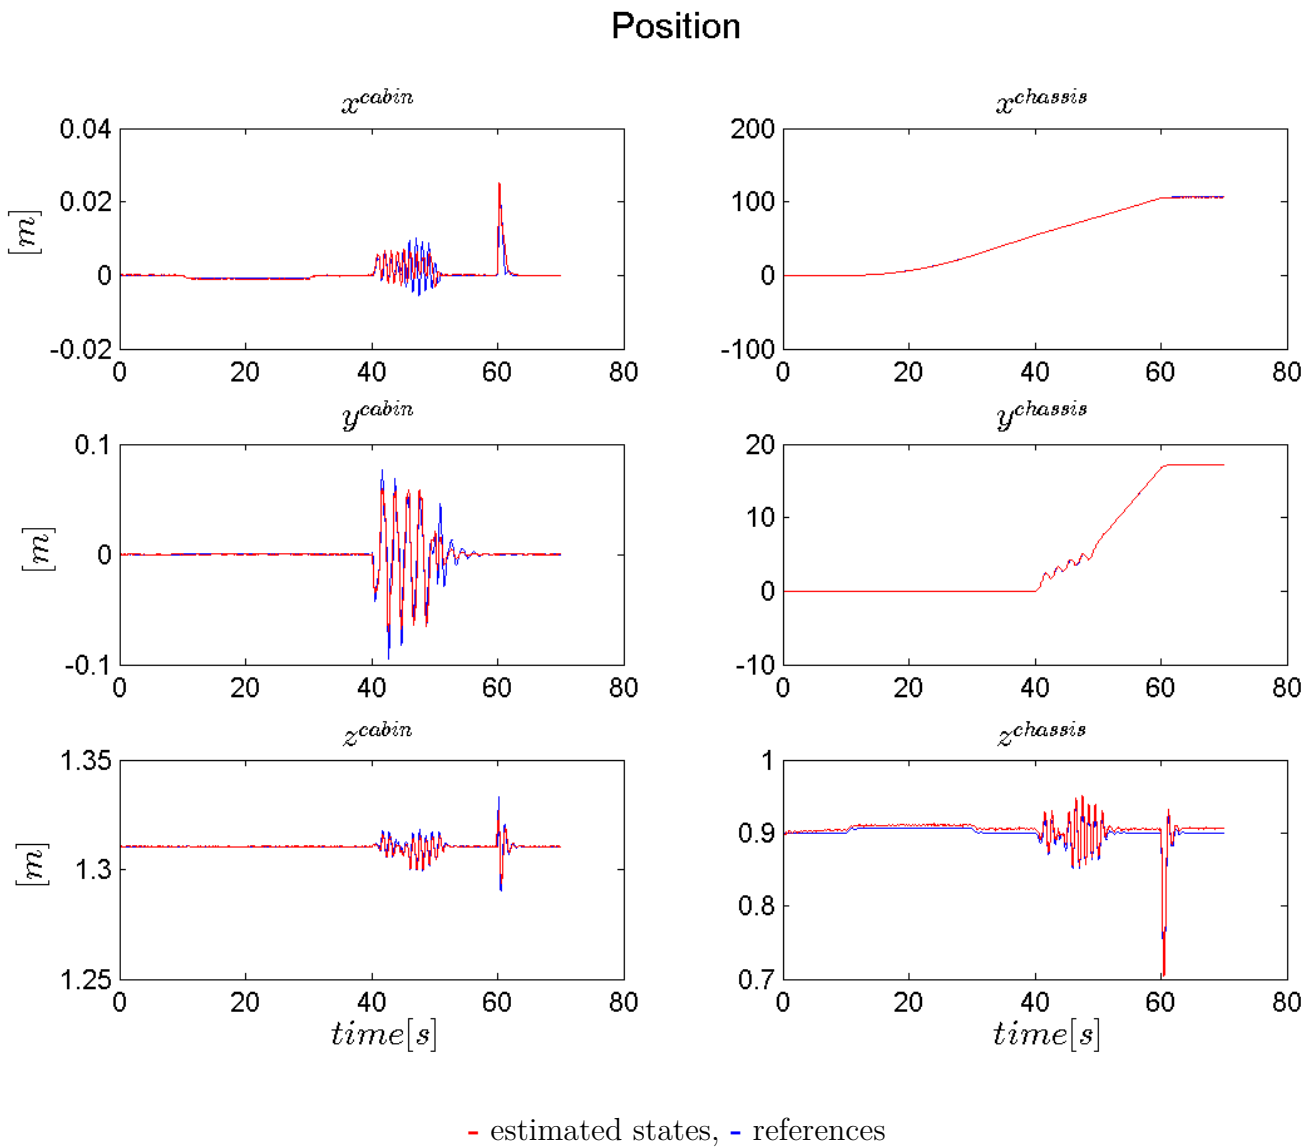 Position
x^{cabin}
x^{chassis}
0.04
0.02
0
-0.02
[m]
0 20 40 60 80
200
100
0
-100
0 20 40 60 80
y^{cabin}
y^{chassis}
0.1
0
-0.1
[m]
0 20 40 60 80
20
10
0
-10
0 20 40 60 80
z^{cabin}
z^{chassis}
1.35
1.3
1.25
[m]
0 20 40 60 80
time[s]
1
0.9
0.8
0.7
0 20 40 60 80
time[s]
- estimated states, - references